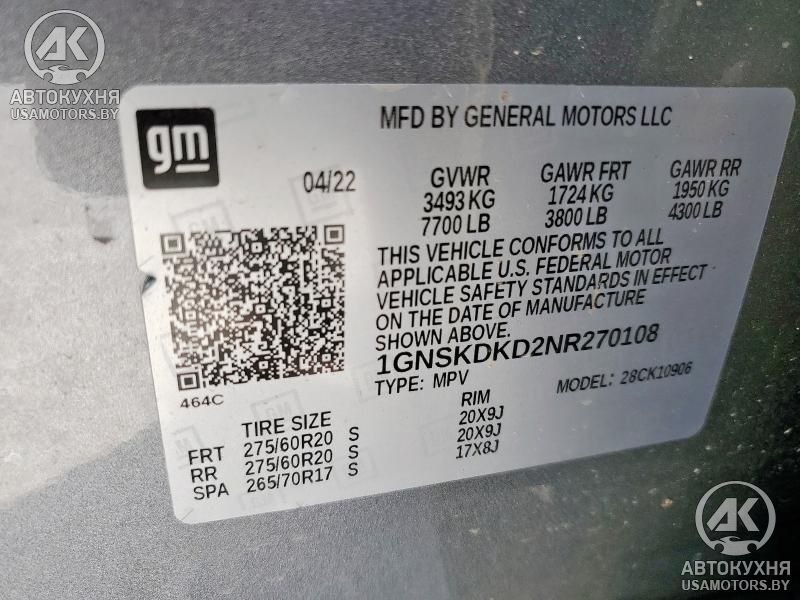 AK
АВТОКУХНЯ
USAMOTORS.BY
gm
MFD BY GENERAL MOTORS LLC
04/22
GVWR GAWR FRT GAWR RR
3493 KG 1724 KG 1950 KG
7700 LB 3800 LB 4300 LB
THIS VEHICLE CONFORMS TO ALL
APPLICABLE U.S. FEDERAL MOTOR
VEHICLE SAFETY STANDARDS IN EFFECT
ON THE DATE OF MANUFACTURE
SHOWN ABOVE.
1GNSKDKD2NR270108
TYPE: MPV MODEL: 28CK10906
464C
TIRE SIZE RIM
FRT 275/60R20 S 20X9J
RR 275/60R20 S 20X9J
SPA 265/70R17 S 17X8J
AK
АВТОКУХНЯ
USAMOTORS.BY